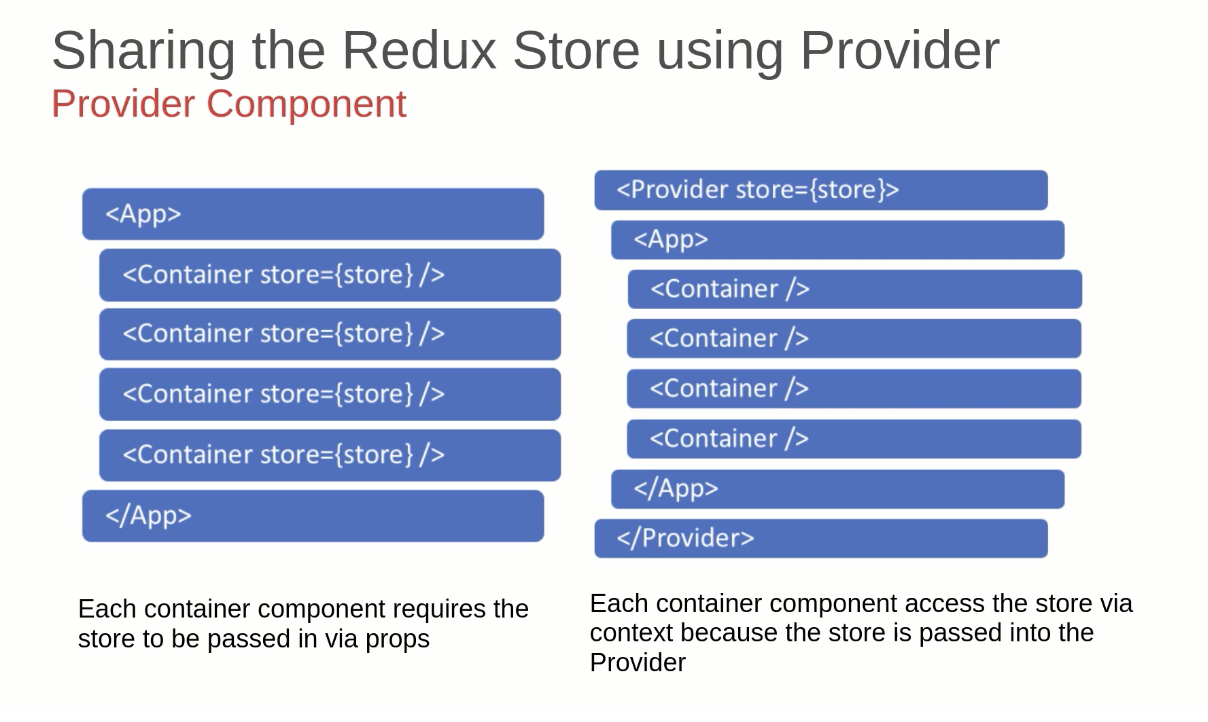 Sharing the Redux Store using Provider
Provider Component
<App>
<Container store={store} />
<Container store={store} />
<Container store={store} />
<Container store={store} />
</App>
Each container component requires the
store to be passed in via props
<Provider store={store}>
<App>
<Container />
<Container />
<Container />
<Container />
</App>
</Provider>
Each container component access the store via
context because the store is passed into the
Provider